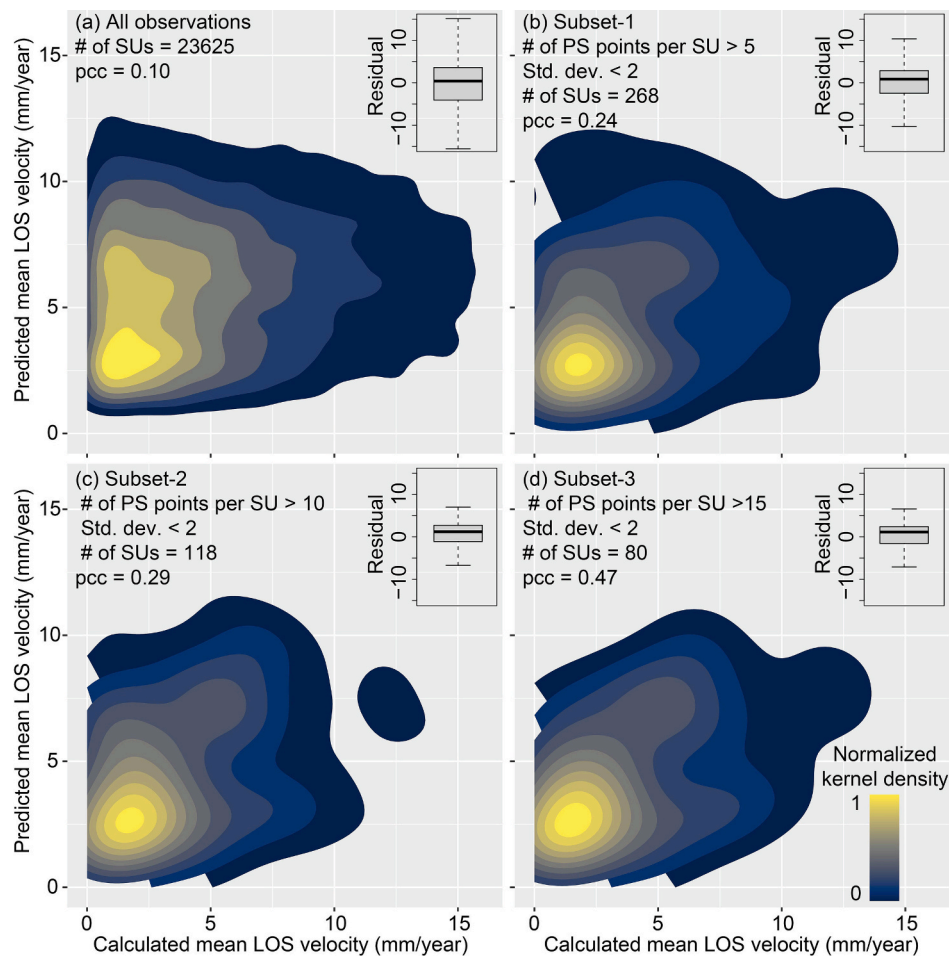 (a) All observations
# of SUs = 23625
pcc = 0.10
Residual
10
0
−10
(b) Subset-1
# of PS points per SU > 5
Std. dev. < 2
# of SUs = 268
pcc = 0.24
Residual
10
0
−10
Predicted mean LOS velocity (mm/year)
15
10
5
0
(c) Subset-2
# of PS points per SU > 10
Std. dev. < 2
# of SUs = 118
pcc = 0.29
Residual
10
0
−10
(d) Subset-3
# of PS points per SU >15
Std. dev. < 2
# of SUs = 80
pcc = 0.47
Residual
10
0
−10
Predicted mean LOS velocity (mm/year)
15
10
5
0
Normalized
kernel density
1
0
0 5 10 15
Calculated mean LOS velocity (mm/year)
0 5 10 15
Calculated mean LOS velocity (mm/year)